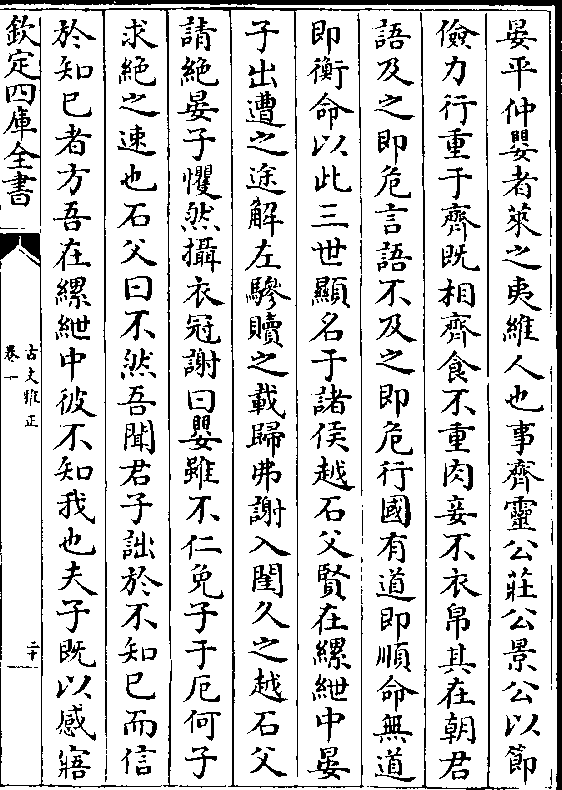 晏平仲嬰者萊之夷維人也事齊靈公莊公景公以節
儉力行重于齊既相齊食不重肉妾不衣帛其在朝君
語及之即危言語不及之即危行國有道即順命無道
即衡命以此三世顯名于諸侯越石父賢在縲紲中晏
子出遭之途解左驂贖之載歸弗謝入閨久之越石父
請絶晏子懼然攝衣冠謝曰嬰雖不仁免子于厄何子
求絶之速也石父曰不然吾聞君子詘於不知已而信
於知已者方吾在縲紲中彼不知我也夫子既以感寤
欽定四庫全書
古文雅正
卷一
二十